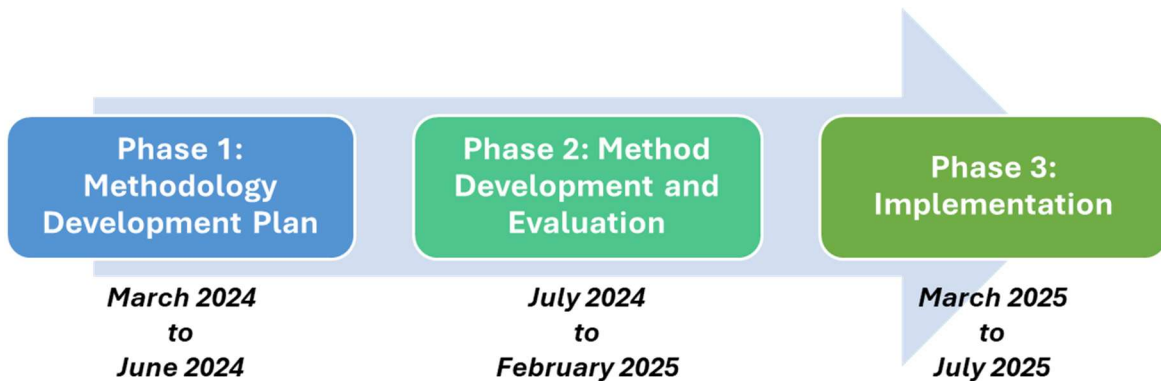 Phase 1:
Methodology
Development Plan
March 2024
to
June 2024
Phase 2: Method
Development and
Evaluation
July 2024
to
February 2025
Phase 3:
Implementation
March 2025
to
July 2025